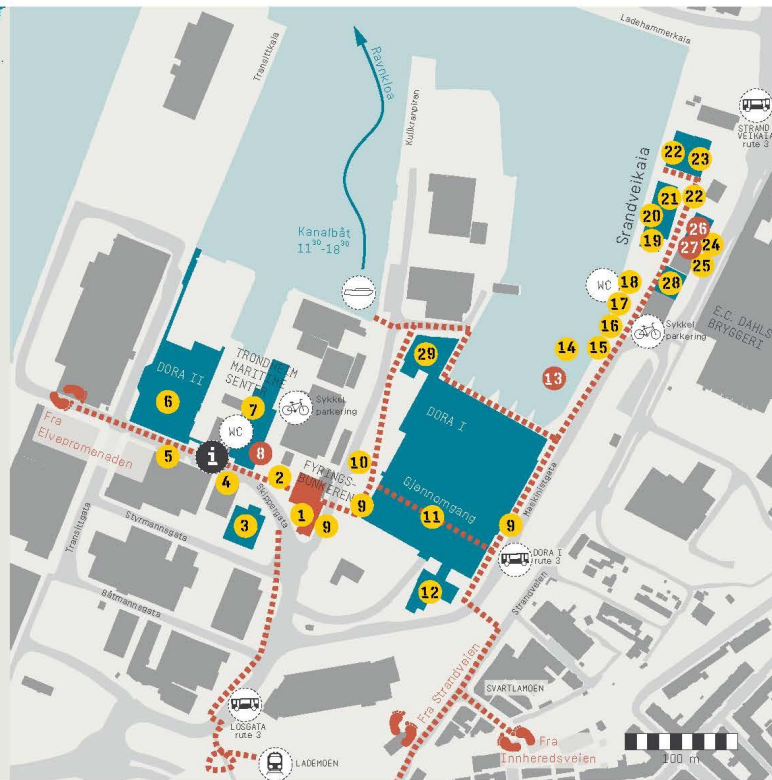 Ladehammerkaia
Transittkaia
Ravnkloa
Kullkranpiren
STRAND
VEIKAIA
rute 3
22
23
Srandveikaia
21
22
20
26
19
27
24
25
Kanalbåt
11³⁰-18³⁰
WC
18
28
17
16
Sykkel
parkering
E.C. DAHLS
BRYGGERI
14
15
29
13
TRONDHEIM
MARITIME
SENTER
DORA II
6
7
Sykkel
parkering
DORA I
WC
Fra
Elvepromenaden
5
i
8
10
FYRINGS-
BUNKEREN
4
2
Skippergata
Gjennomgang
9
11
Maskinistgata
1
9
3
9
Transittgata
Styrmannsgata
DORA I
rute 3
Båtmannsgata
12
Strandveien
Fra Strandveien
SVARTLAMOEN
LOSGATA
rute 3
Fra
Innheredsveien
100 m
LADEMOEN